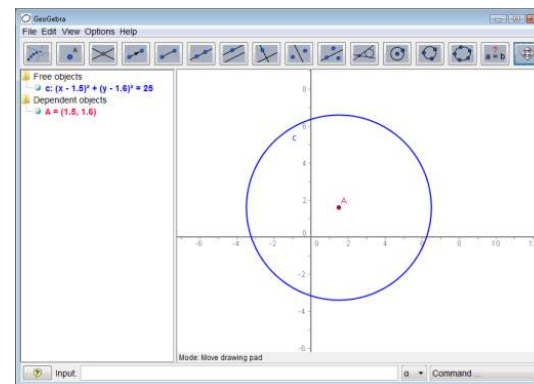 GeoGebra
File Edit View Options Help
A
a = b
Free objects
c: (x - 1.5)² + (y - 1.6)² = 25
Dependent objects
A = (1.5, 1.6)
8
6
c
4
2
A
0
-6 -4 -2 0 2 4 6 8 10 12
-2
-4
-6
Mode: Move drawing pad
Input:
α
Command ...